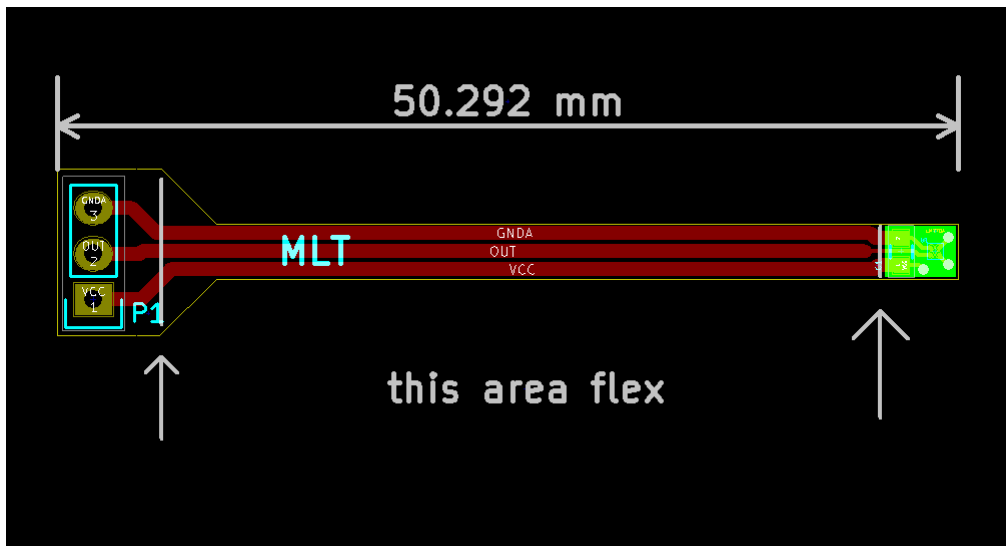 50.292 mm
GNDA
3
OUT
2
VCC
1
P1
MLT
GNDA
OUT
VCC
this area flex